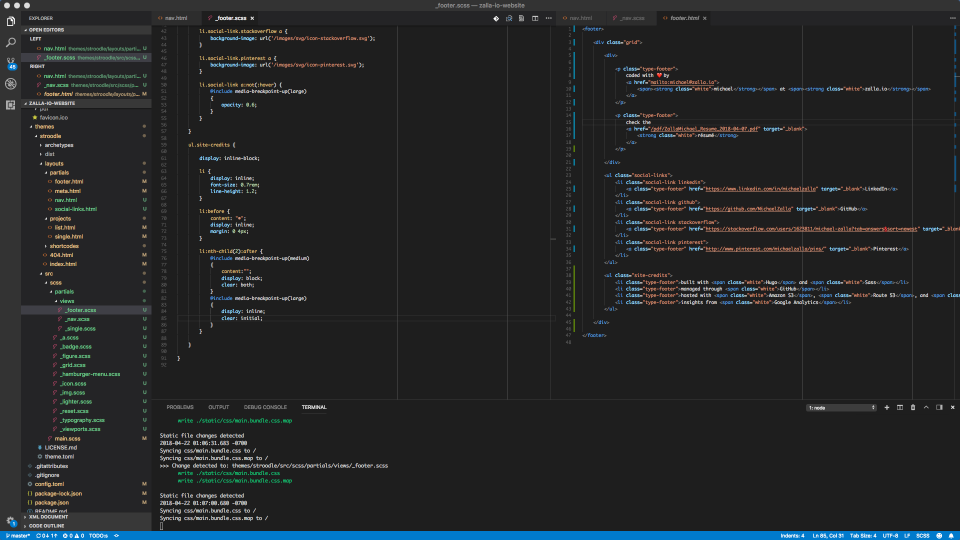 _footer.scss — zalla-io-website
EXPLORER
OPEN EDITORS
LEFT
nav.html themes/stroodle/layouts/parti... M
_footer.scss themes/stroodle/src/scss/... U
RIGHT
nav.html themes/stroodle/layouts/parti... M
_nav.scss themes/stroodle/src/scss/par... U
footer.html themes/stroodle/layouts/par... M
ZALLA-IO-WEBSITE
favicon.ico
themes
stroodle
archetypes
dist
layouts
partials
footer.html M
meta.html M
nav.html M
social-links.html U
projects
list.html M
single.html M
shortcodes
404.html M
index.html M
src
scss
partials
views
_footer.scss U
_nav.scss U
_single.scss U
_a.scss U
_badge.scss U
_figure.scss U
_grid.scss U
_hamburger-menu.scss U
_icon.scss U
_img.scss U
_lighter.scss U
_reset.scss U
_typography.scss U
_viewports.scss U
main.scss M
LICENSE.md
theme.toml
.gitattributes
.gitignore
config.toml M
package-lock.json M
package.json M
README.md M
XML DOCUMENT
CODE OUTLINE
nav.html
_footer.scss ×
li.social-link.stackoverflow a {
background-image: url('/images/svg/icon-stackoverflow.svg');
}
li.social-link.pinterest a {
background-image: url('/images/svg/icon-pinterest.svg');
}
li.social-link a:not(:hover) {
@include media-breakpoint-up(large)
{
opacity: 0.6;
}
}
}
ul.site-credits {
display: inline-block;
li {
display: inline;
font-size: 0.7rem;
line-height: 1.2;
}
li:before {
content: "•";
display: inline;
margin: 0 4px;
}
li:nth-child(2):after {
@include media-breakpoint-up(medium)
{
content:"";
display: block;
clear: both;
}
@include media-breakpoint-up(large)
{
display: inline;
clear: initial;
}
}
}
}
nav.html
_nav.scss
footer.html ×
<footer>
<div class="grid">
<div>
<p class="type-footer">
coded with ❤ by
<a href="mailto:michael@zalla.io">
<span><strong class="white">michael</strong></span> at <span><strong class="white">zalla.io</strong></span>
</a>
</p>
<p class="type-footer">
check the
<a href="/pdf/ZallaMichael_Resume_2018-04-07.pdf" target="_blank">
<strong class="white">résumé</strong>
</a>
</p>
</div>
<ul class="social-links">
<li class="social-link linkedin">
<a class="type-footer" href="https://www.linkedin.com/in/michaelzalla" target="_blank">LinkedIn</a>
</li>
<li class="social-link github">
<a class="type-footer" href="https://github.com/MichaelZalla" target="_blank">GitHub</a>
</li>
<li class="social-link stackoverflow">
</li>
<li class="social-link pinterest">
<a class="type-footer" href="http://www.pinterest.com/michaelzalla/pins/" target="_blank">Pinterest</a>
</li>
</ul>
<ul class="site-credits">
<li class="type-footer">built with <span class="white">Hugo</span> and <span class="white">Sass</span></li>
<li class="type-footer">managed through <span class="white">GitHub</span></li>
<li class="type-footer">hosted with <span class="white">Amazon S3</span>, <span class="white">Route 53</span>, and <span class=
<li class="type-footer">insights from <span class="white">Google Analytics</span></li>
</ul>
</div>
</footer>
PROBLEMS OUTPUT DEBUG CONSOLE TERMINAL
1: node
write ./static/css/main.bundle.css.map
Static file changes detected
2018-04-22 01:06:31.683 -0700
Syncing css/main.bundle.css to /
Syncing css/main.bundle.css.map to /
>>> Change detected to: themes/stroodle/src/scss/partials/views/_footer.scss
write ./static/css/main.bundle.css
write ./static/css/main.bundle.css.map
Static file changes detected
2018-04-22 01:07:00.680 -0700
Syncing css/main.bundle.css to /
Syncing css/main.bundle.css.map to /
master* 0↓ 1↑ 0 0 TODO:s
Indents: 4 Ln 85, Col 31 Tab Size: 4 UTF-8 LF SCSS